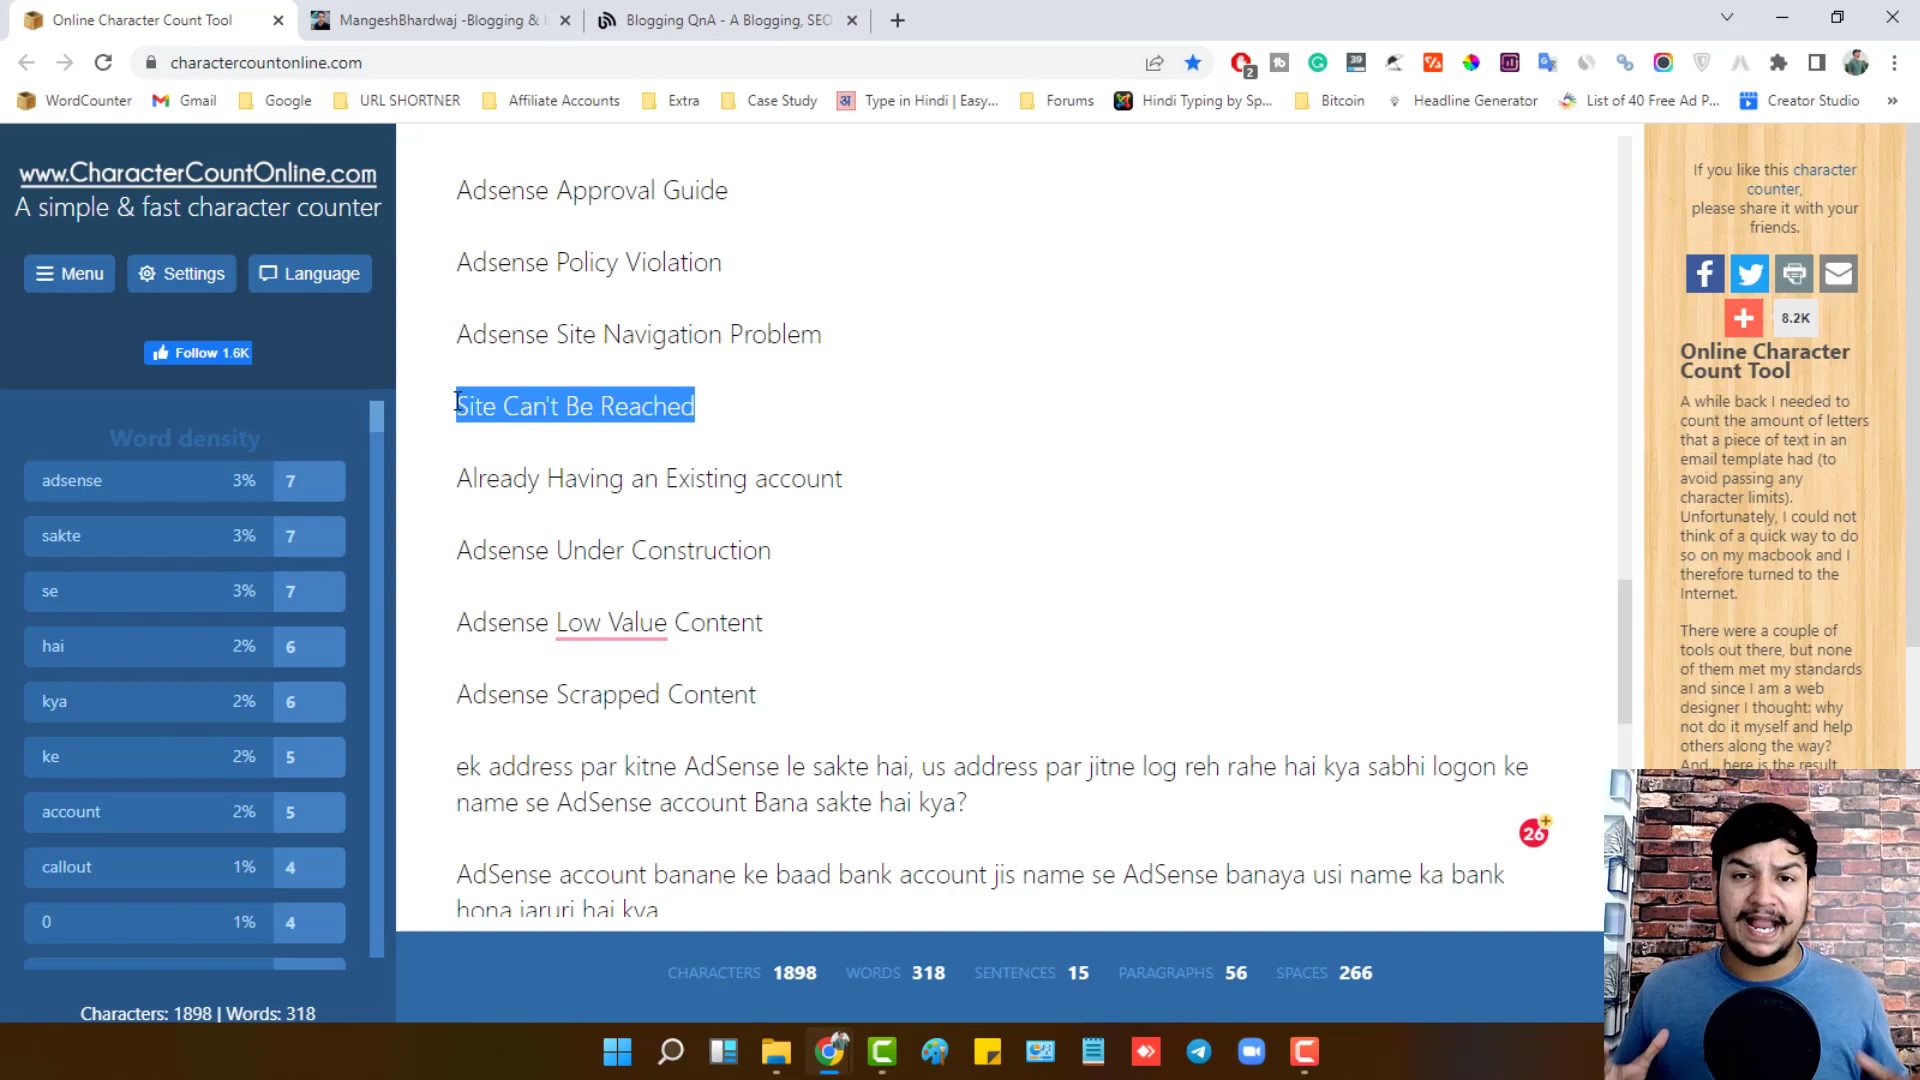 Online Character Count Tool
MangeshBhardwaj -Blogging &
Blogging QnA - A Blogging, SEO
charactercountonline.com
2
39
WordCounter
Gmail
Google
URL SHORTNER
Affiliate Accounts
Extra
Case Study
Type in Hindi | Easy...
Forums
Hindi Typing by Sp...
Bitcoin
Headline Generator
List of 40 Free Ad P...
Creator Studio
»
www.CharacterCountOnline.com
A simple & fast character counter
Menu
Settings
Language
Follow 1.6K
Word density
adsense 3% 7
sakte 3% 7
se 3% 7
hai 2% 6
kya 2% 6
ke 2% 5
account 2% 5
callout 1% 4
0 1% 4
Characters: 1898 | Words: 318
Adsense Approval Guide
Adsense Policy Violation
Adsense Site Navigation Problem
Site Can't Be Reached
Already Having an Existing account
Adsense Under Construction
Adsense Low Value Content
Adsense Scrapped Content
ek address par kitne AdSense le sakte hai, us address par jitne log reh rahe hai kya sabhi logon ke
name se AdSense account Bana sakte hai kya?
AdSense account banane ke baad bank account jis name se AdSense banaya usi name ka bank
hona jaruri hai kya
26
CHARACTERS 1898 WORDS 318 SENTENCES 15 PARAGRAPHS 56 SPACES 266
If you like this character
counter,
please share it with your
friends.
8.2K
Online Character
Count Tool
A while back I needed to
count the amount of letters
that a piece of text in an
email template had (to
avoid passing any
character limits).
Unfortunately, I could not
think of a quick way to do
so on my macbook and I
therefore turned to the
Internet.
There were a couple of
tools out there, but none
of them met my standards
and since I am a web
designer I thought: why
not do it myself and help
others along the way?
And... here is the result